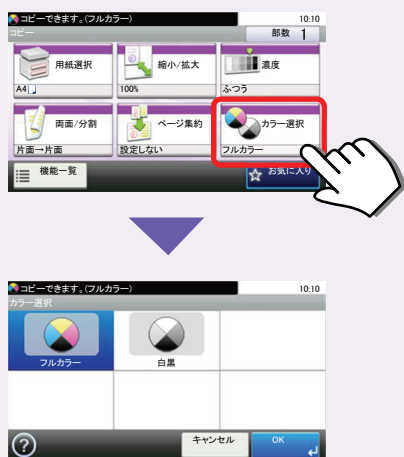 コピーできます。(フルカラー) 10:10
コピー 部数 1
用紙選択 縮小/拡大 濃度
A4 100% ふつう
両面/分割 ページ集約 カラー選択
片面→片面 設定しない フルカラー
機能一覧 お気に入り
コピーできます。(フルカラー) 10:10
カラー選択
フルカラー 白黒
? キャンセル OK